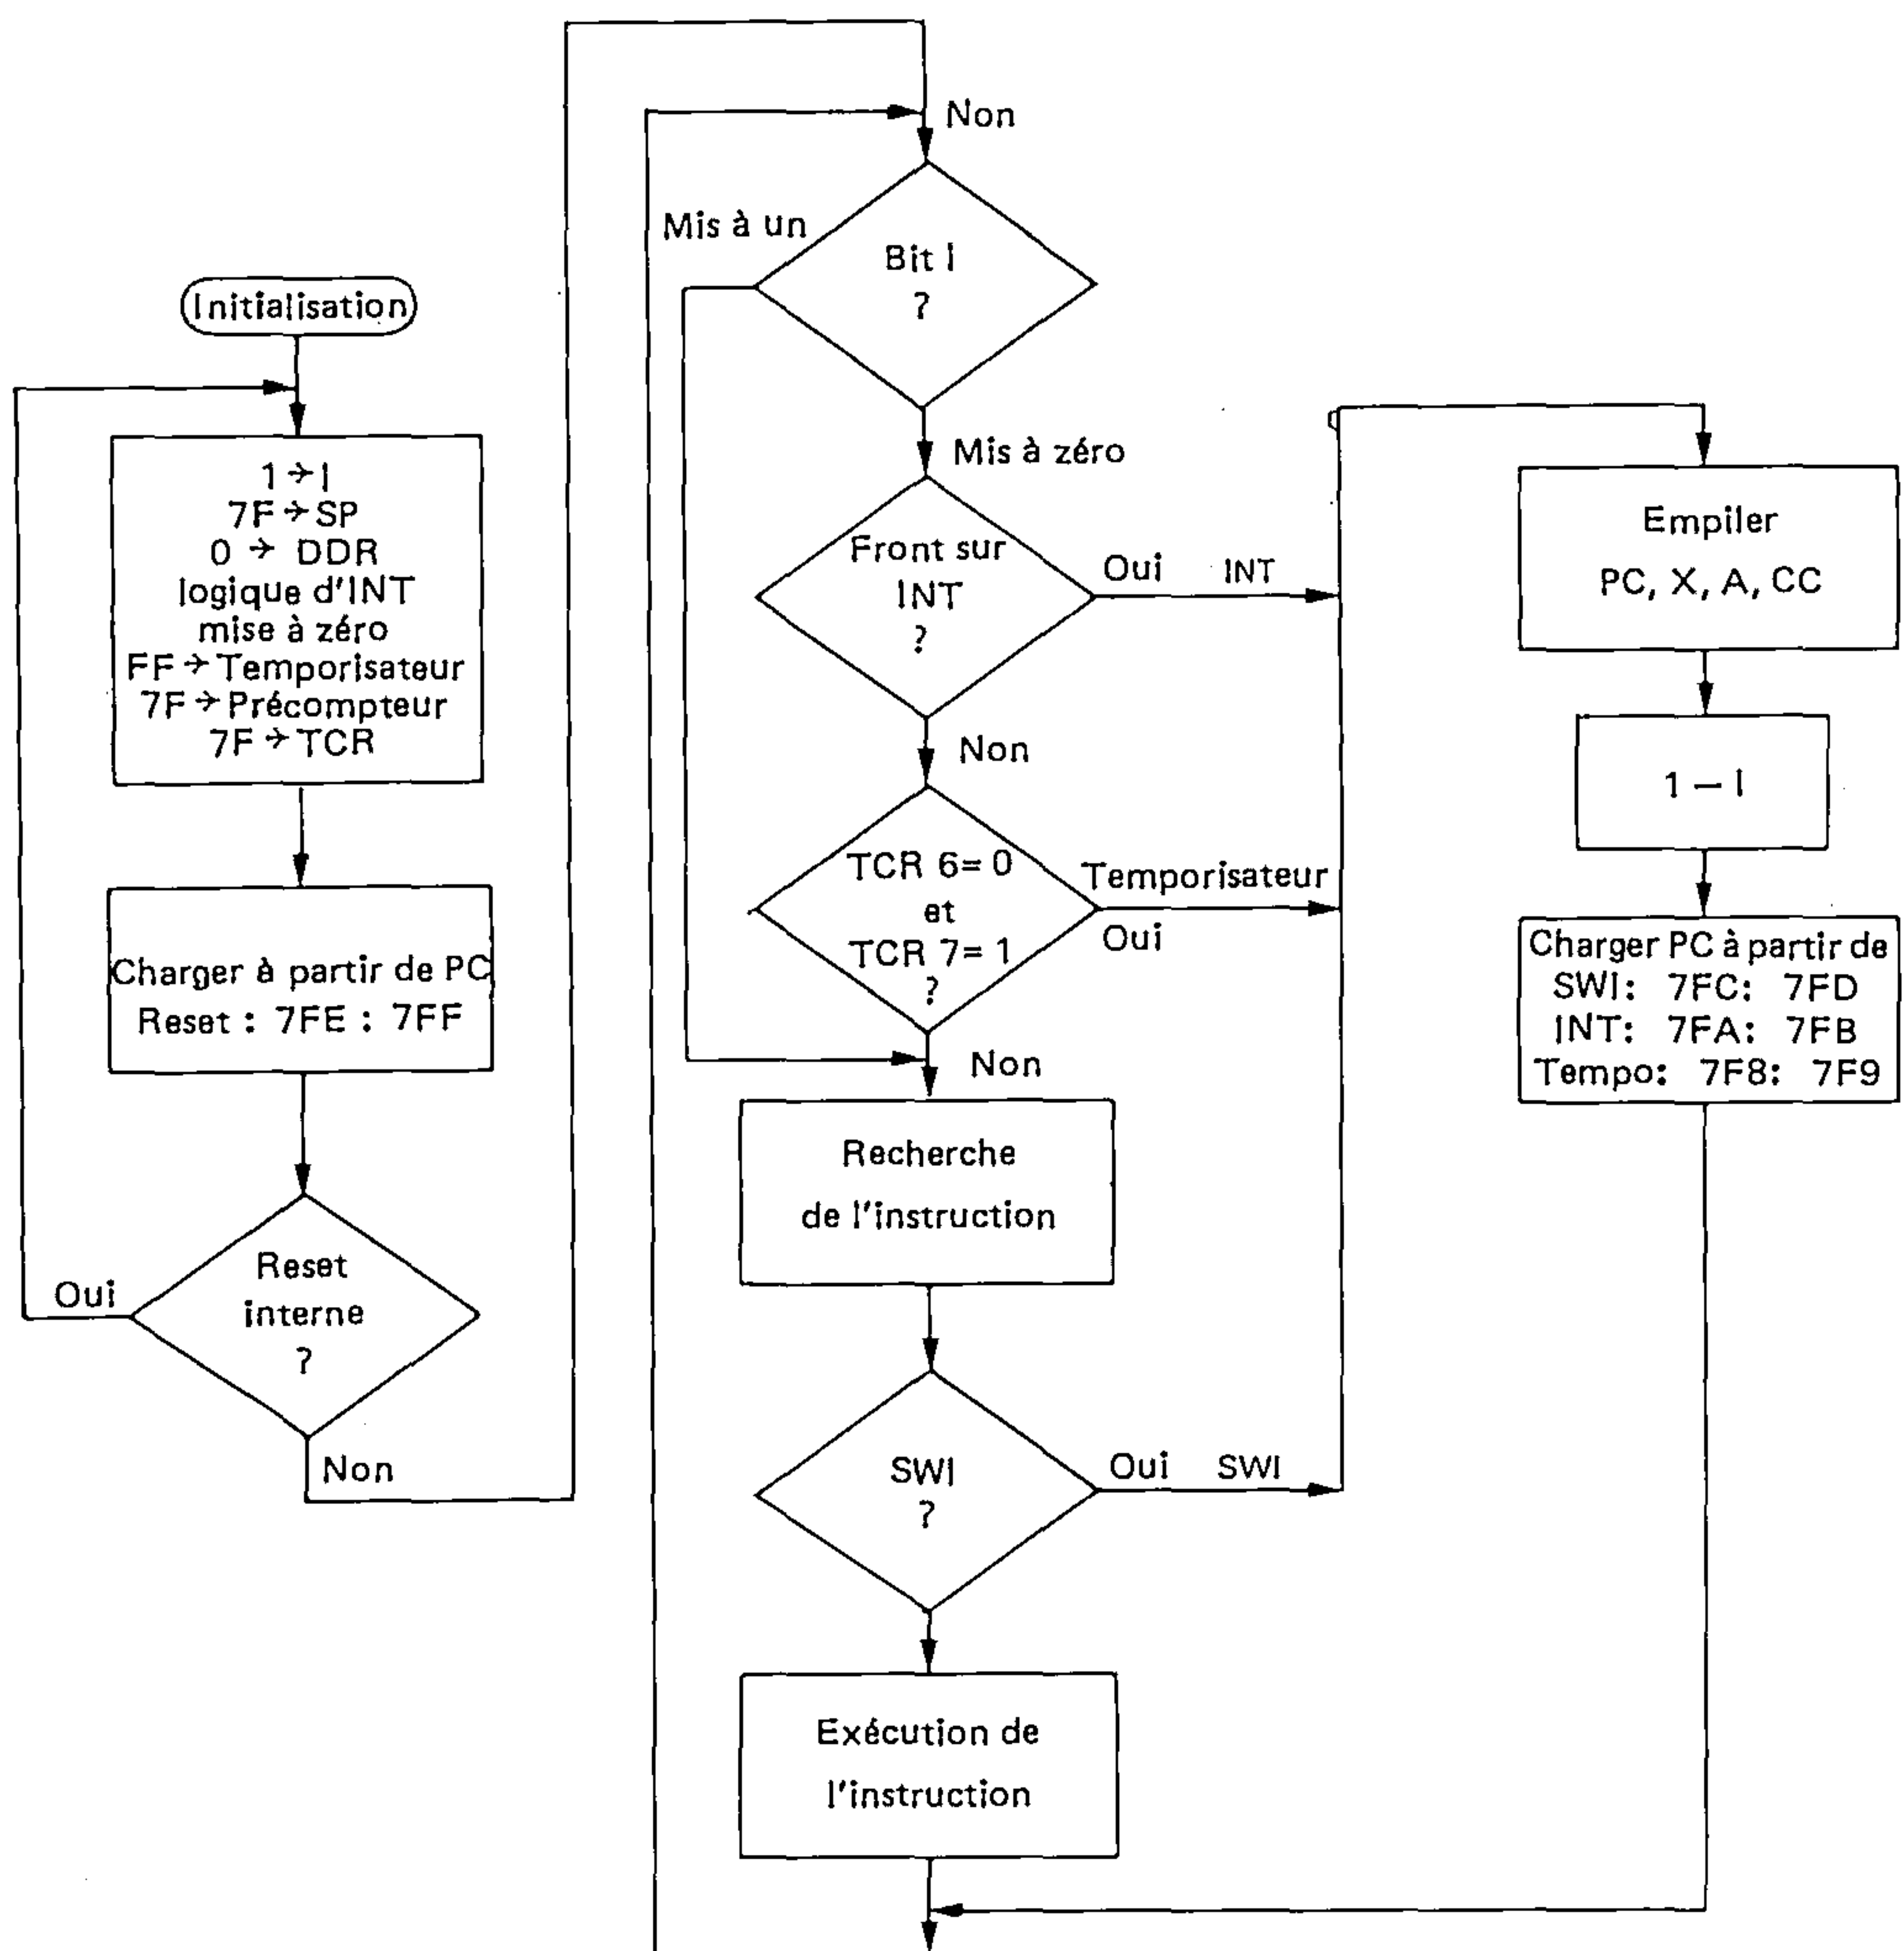 Initialisation
1 → I
7F → SP
0 → DDR
logique d'INT
mise à zéro
FF → Temporisateur
7F → Précompteur
7F → TCR
Charger à partir de PC
Reset : 7FE : 7FF
Reset
interne
?
Oui
Non
Non
Mis à un
Bit I
?
Mis à zéro
Front sur
INT
?
Oui INT
Non
TCR 6= 0
et
TCR 7= 1
?
Temporisateur
Oui
Non
Recherche
de l'instruction
SWI
?
Oui SWI
Exécution de
l'instruction
Empiler
PC, X, A, CC
1 – I
Charger PC à partir de
SWI: 7FC: 7FD
INT: 7FA: 7FB
Tempo: 7F8: 7F9